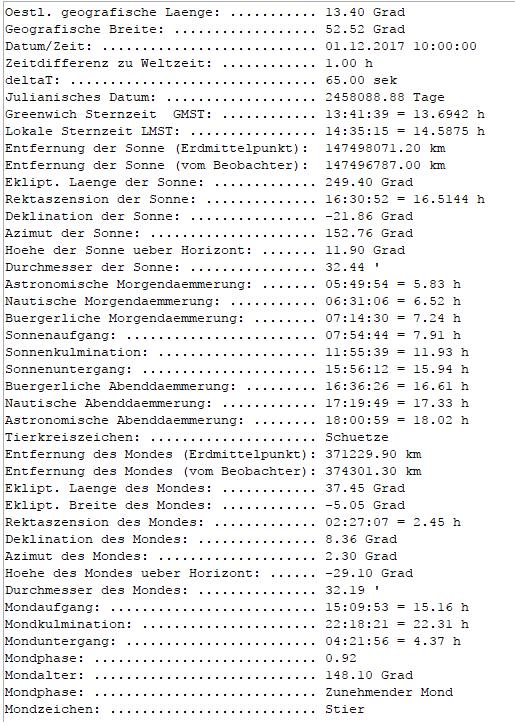 Oestl. geografische Laenge: ........... 13.40 Grad
Geografische Breite: .................. 52.52 Grad
Datum/Zeit: ........................... 01.12.2017 10:00:00
Zeitdifferenz zu Weltzeit: ............ 1.00 h
deltaT: ............................... 65.00 sek
Julianisches Datum: ................... 2458088.88 Tage
Greenwich Sternzeit  GMST: ............ 13:41:39 = 13.6942 h
Lokale Sternzeit LMST: ................ 14:35:15 = 14.5875 h
Entfernung der Sonne (Erdmittelpunkt):  147498071.20 km
Entfernung der Sonne (vom Beobachter):  147496787.00 km
Eklipt. Laenge der Sonne: ............. 249.40 Grad
Rektaszension der Sonne: .............. 16:30:52 = 16.5144 h
Deklination der Sonne: ................ -21.86 Grad
Azimut der Sonne: ..................... 152.76 Grad
Hoehe der Sonne ueber Horizont: ....... 11.90 Grad
Durchmesser der Sonne: ................ 32.44 '
Astronomische Morgendaemmerung: ....... 05:49:54 = 5.83 h
Nautische Morgendaemmerung: ........... 06:31:06 = 6.52 h
Buergerliche Morgendaemmerung: ........ 07:14:30 = 7.24 h
Sonnenaufgang: ........................ 07:54:44 = 7.91 h
Sonnenkulmination: .................... 11:55:39 = 11.93 h
Sonnenuntergang: ...................... 15:56:12 = 15.94 h
Buergerliche Abenddaemmerung: ......... 16:36:26 = 16.61 h
Nautische Abenddaemmerung: ............ 17:19:49 = 17.33 h
Astronomische Abenddaemmerung: ........ 18:00:59 = 18.02 h
Tierkreiszeichen: ..................... Schuetze
Entfernung des Mondes (Erdmittelpunkt): 371229.90 km
Entfernung des Mondes (vom Beobachter): 374301.30 km
Eklipt. Laenge des Mondes: ............ 37.45 Grad
Eklipt. Breite des Mondes: ............ -5.05 Grad
Rektaszension des Mondes: ............. 02:27:07 = 2.45 h
Deklination des Mondes: ............... 8.36 Grad
Azimut des Mondes: .................... 2.30 Grad
Hoehe des Mondes ueber Horizont: ...... -29.10 Grad
Durchmesser des Mondes: ............... 32.19 '
Mondaufgang: .......................... 15:09:53 = 15.16 h
Mondkulmination: ...................... 22:18:21 = 22.31 h
Monduntergang: ........................ 04:21:56 = 4.37 h
Mondphase: ............................ 0.92
Mondalter: ............................ 148.10 Grad
Mondphase: ............................ Zunehmender Mond
Mondzeichen: .......................... Stier